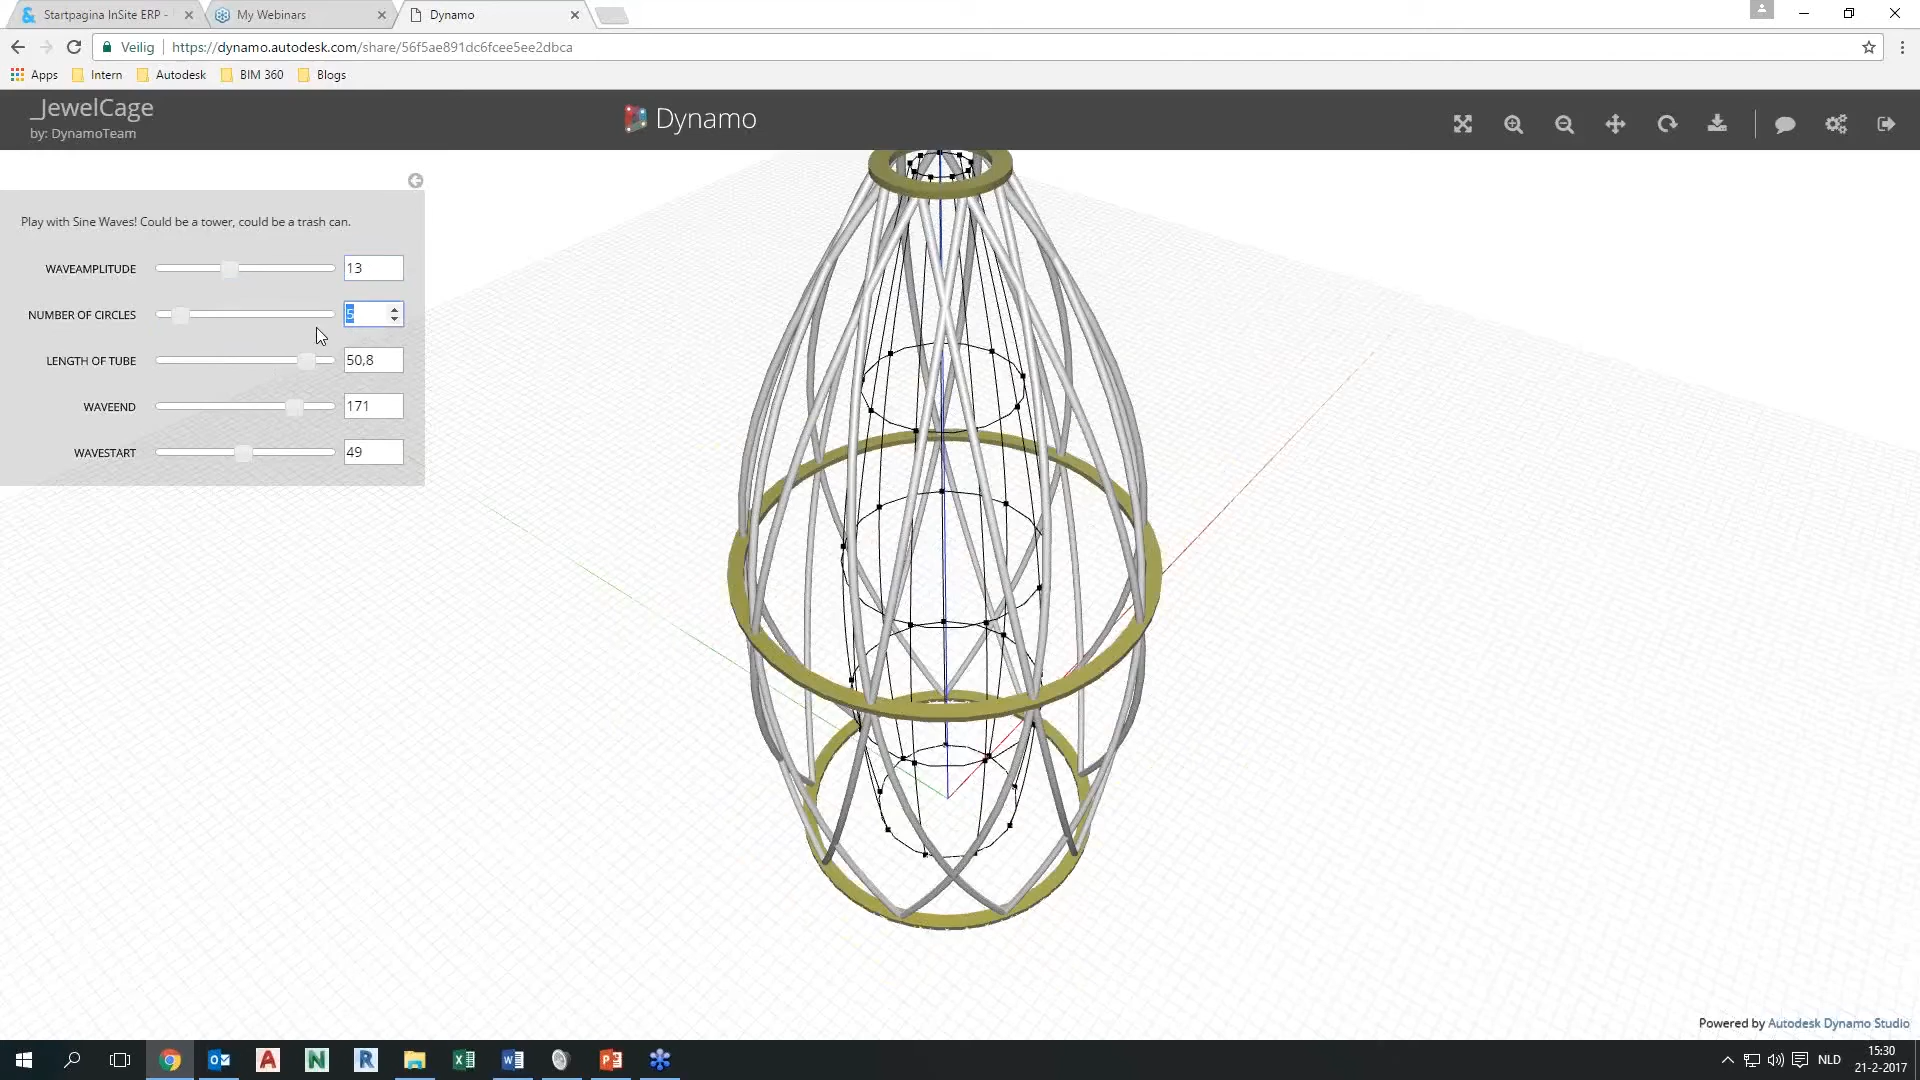 Startpagina InSite ERP -
My Webinars
Dynamo
Veilig
https://dynamo.autodesk.com/share/56f5ae891dc6fcee5ee2dbca
Apps
Intern
Autodesk
BIM 360
Blogs
_JewelCage
by: DynamoTeam
Dynamo
Play with Sine Waves! Could be a tower, could be a trash can.
WAVEAMPLITUDE 13
NUMBER OF CIRCLES 5
LENGTH OF TUBE 50,8
WAVEEND 171
WAVESTART 49
Powered by Autodesk Dynamo Studio
NLD
15:30
21-2-2017